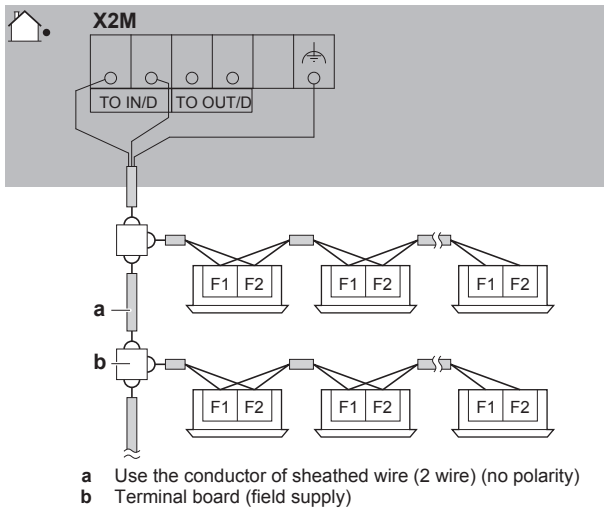 X2M
TO IN/D TO OUT/D
F1 F2 F1 F2 F1 F2
a
b
F1 F2 F1 F2 F1 F2
a Use the conductor of sheathed wire (2 wire) (no polarity)
b Terminal board (field supply)